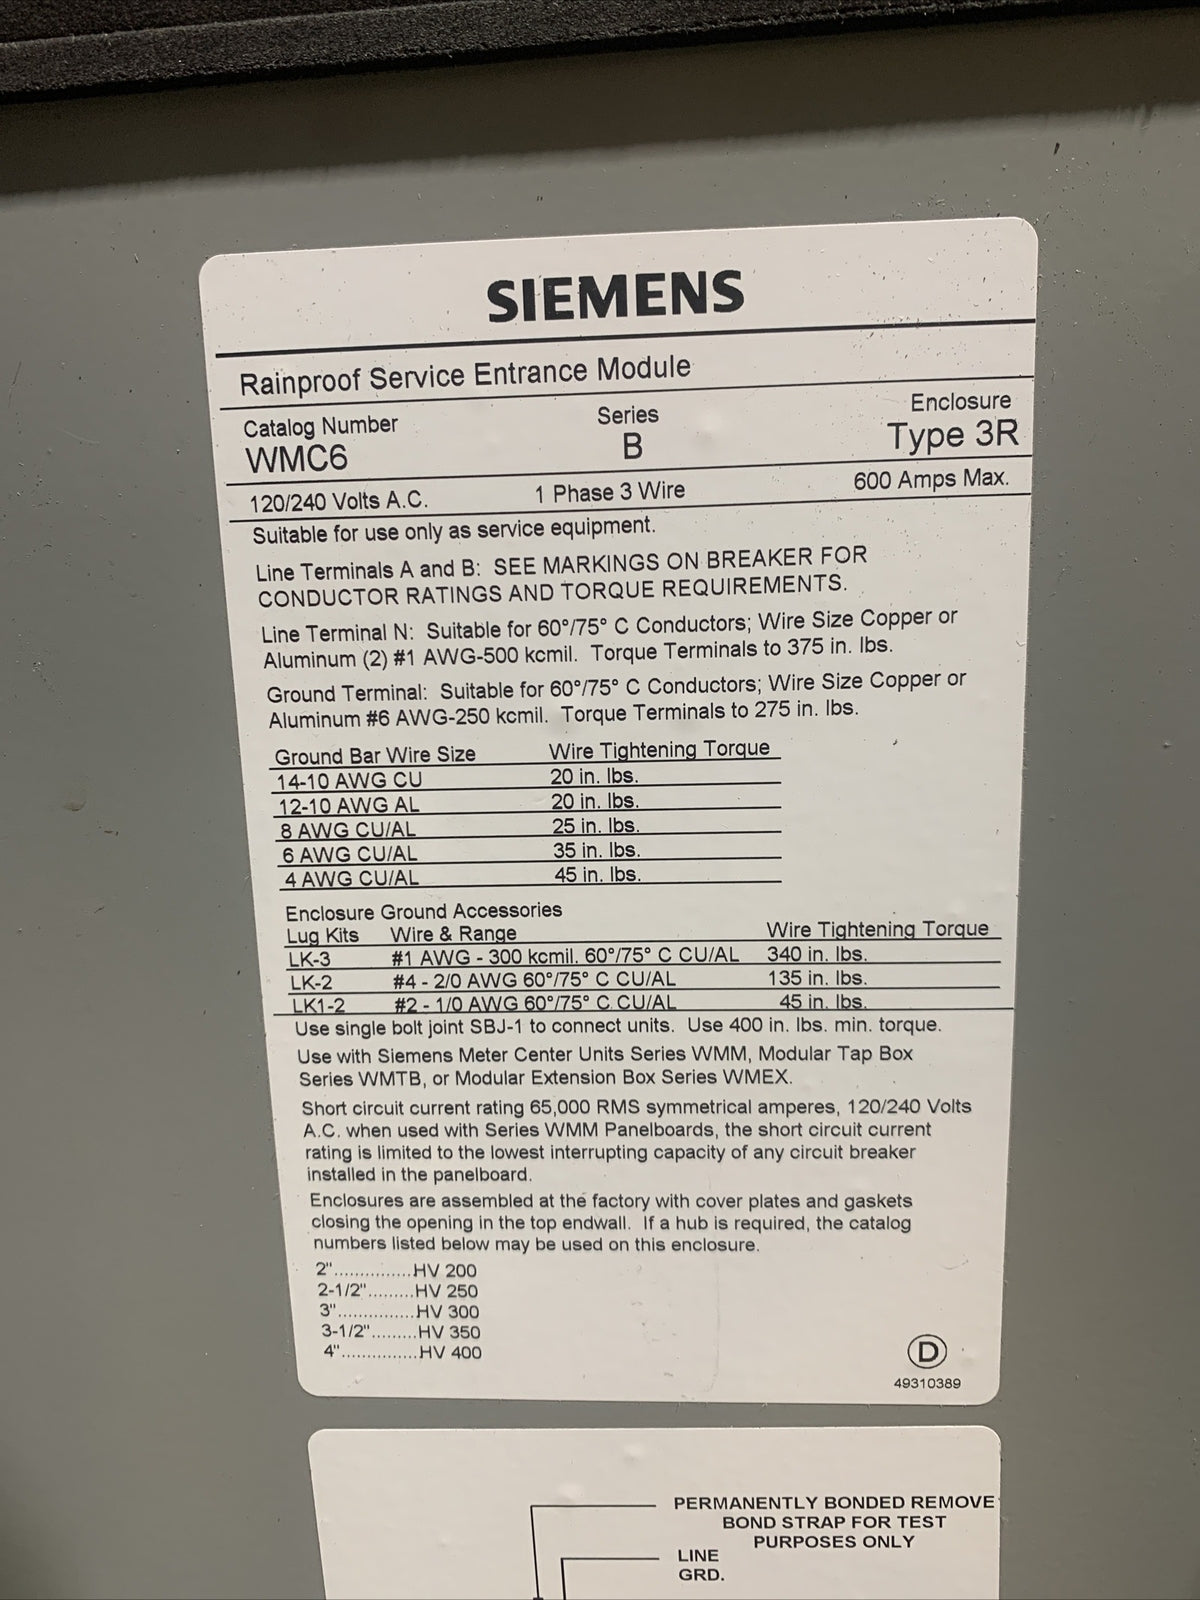 SIEMENS
Rainproof Service Entrance Module
Catalog Number Series Enclosure
WMC6 B Type 3R
120/240 Volts A.C. 1 Phase 3 Wire 600 Amps Max.
Suitable for use only as service equipment.
Line Terminals A and B: SEE MARKINGS ON BREAKER FOR
CONDUCTOR RATINGS AND TORQUE REQUIREMENTS.
Line Terminal N: Suitable for 60°/75° C Conductors; Wire Size Copper or
Aluminum (2) #1 AWG-500 kcmil. Torque Terminals to 375 in. lbs.
Ground Terminal: Suitable for 60°/75° C Conductors; Wire Size Copper or
Aluminum #6 AWG-250 kcmil. Torque Terminals to 275 in. lbs.
Ground Bar Wire Size Wire Tightening Torque
14-10 AWG CU 20 in. lbs.
12-10 AWG AL 20 in. lbs.
8 AWG CU/AL 25 in. lbs.
6 AWG CU/AL 35 in. lbs.
4 AWG CU/AL 45 in. lbs.
Enclosure Ground Accessories
Lug Kits Wire & Range Wire Tightening Torque
LK-3 #1 AWG - 300 kcmil. 60°/75° C CU/AL 340 in. lbs.
LK-2 #4 - 2/0 AWG 60°/75° C CU/AL 135 in. lbs.
LK1-2 #2 - 1/0 AWG 60°/75° C CU/AL 45 in. lbs.
Use single bolt joint SBJ-1 to connect units. Use 400 in. lbs. min. torque.
Use with Siemens Meter Center Units Series WMM, Modular Tap Box
Series WMTB, or Modular Extension Box Series WMEX.
Short circuit current rating 65,000 RMS symmetrical amperes, 120/240 Volts
A.C. when used with Series WMM Panelboards, the short circuit current
rating is limited to the lowest interrupting capacity of any circuit breaker
installed in the panelboard.
Enclosures are assembled at the factory with cover plates and gaskets
closing the opening in the top endwall. If a hub is required, the catalog
numbers listed below may be used on this enclosure.
2"...............HV 200
2-1/2".........HV 250
3"...............HV 300
3-1/2".........HV 350
4"...............HV 400
D
49310389
PERMANENTLY BONDED REMOVE
BOND STRAP FOR TEST
PURPOSES ONLY
LINE
GRD.